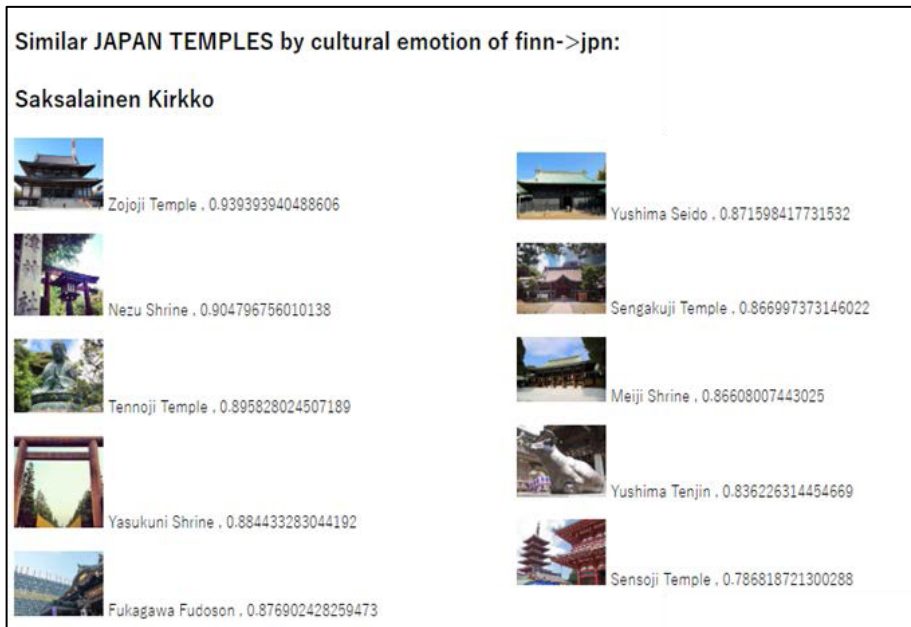 Similar JAPAN TEMPLES by cultural emotion of finn->jpn:
Saksalainen Kirkko
Zojoji Temple , 0.939393940488606
Nezu Shrine , 0.904796756010138
Tennoji Temple , 0.895828024507189
Yasukuni Shrine , 0.884433283044192
Fukagawa Fudoson , 0.876902428259473
Yushima Seido , 0.871598417731532
Sengakuji Temple , 0.866997373146022
Meiji Shrine , 0.86608007443025
Yushima Tenjin , 0.836226314454669
Sensoji Temple , 0.786818721300288